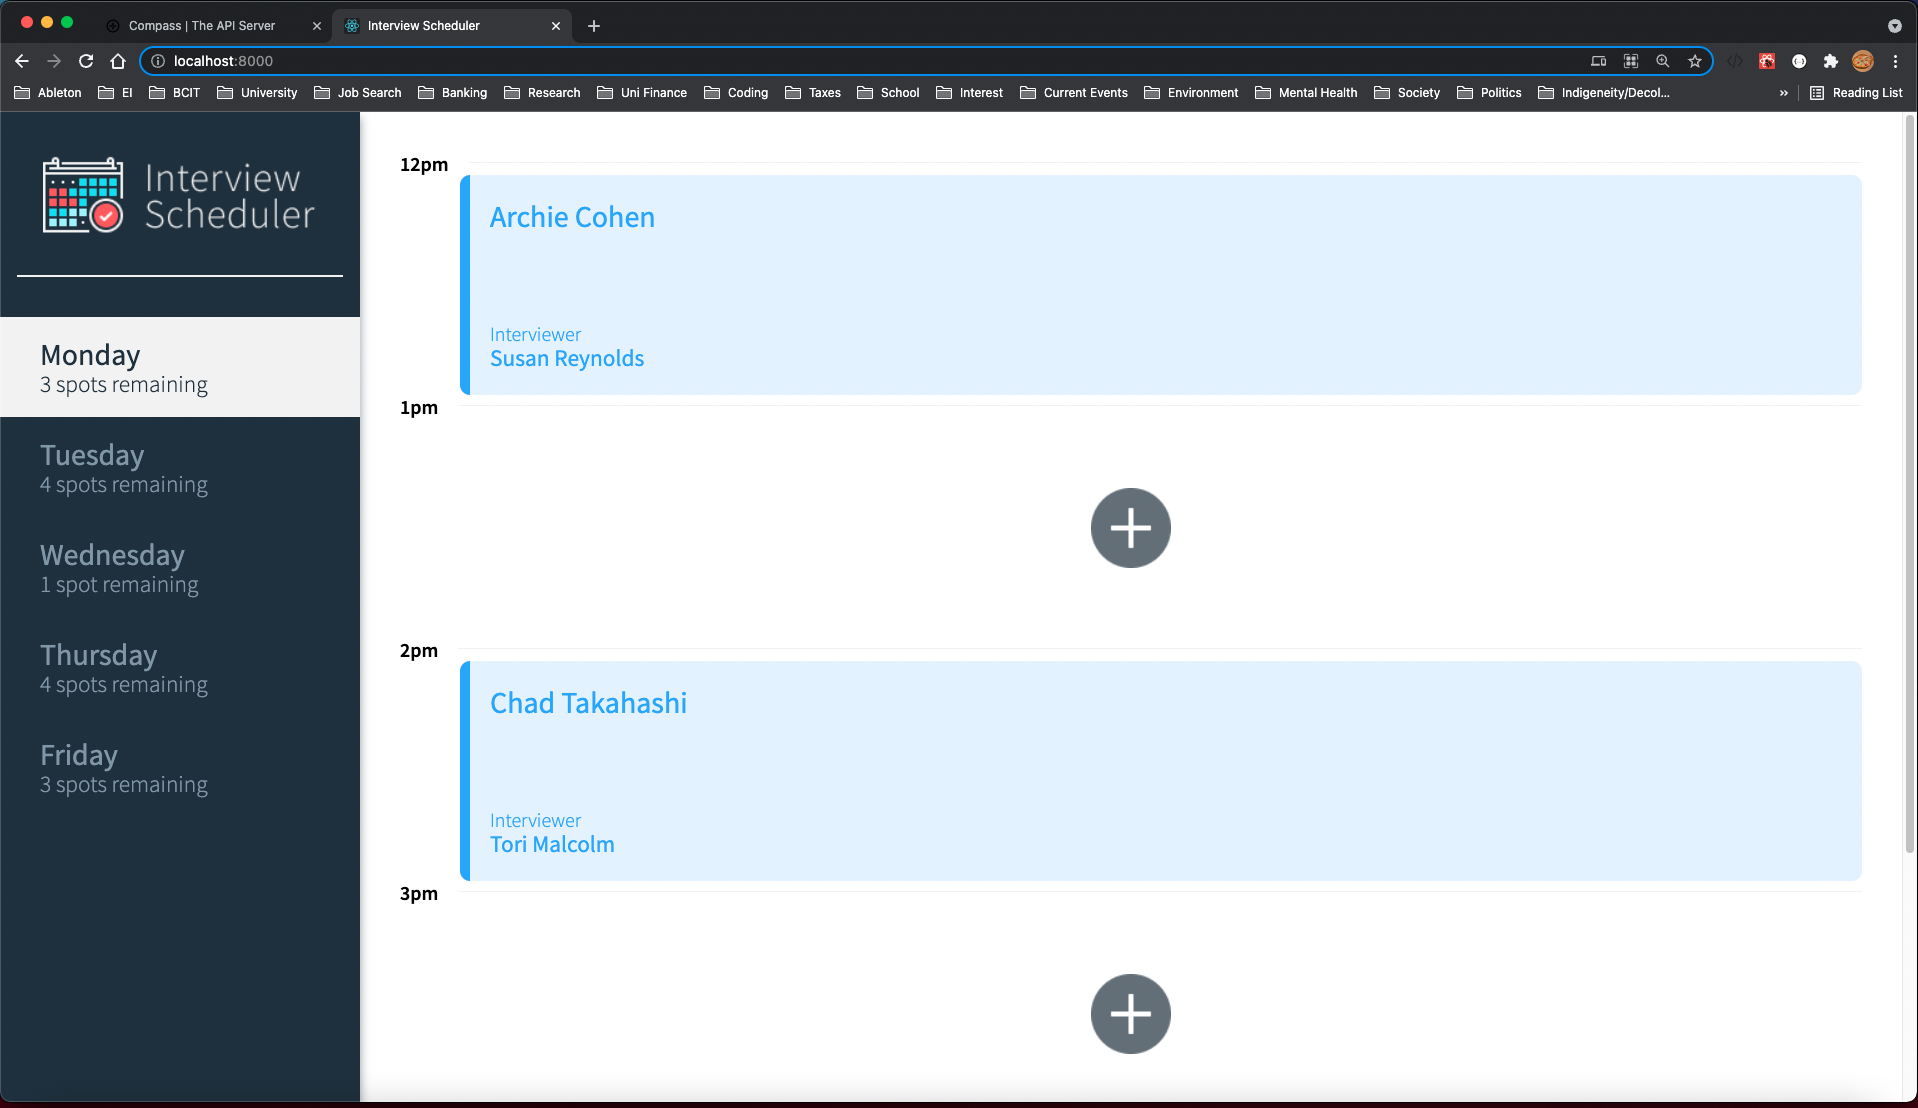 Compass | The API Server
Interview Scheduler
localhost:8000
Ableton
EI
BCIT
University
Job Search
Banking
Research
Uni Finance
Coding
Taxes
School
Interest
Current Events
Environment
Mental Health
Society
Politics
Indigeneity/Decol...
»
Reading List
Interview
Scheduler
Monday
3 spots remaining
Tuesday
4 spots remaining
Wednesday
1 spot remaining
Thursday
4 spots remaining
Friday
3 spots remaining
12pm
Archie Cohen
Interviewer
Susan Reynolds
1pm
2pm
Chad Takahashi
Interviewer
Tori Malcolm
3pm